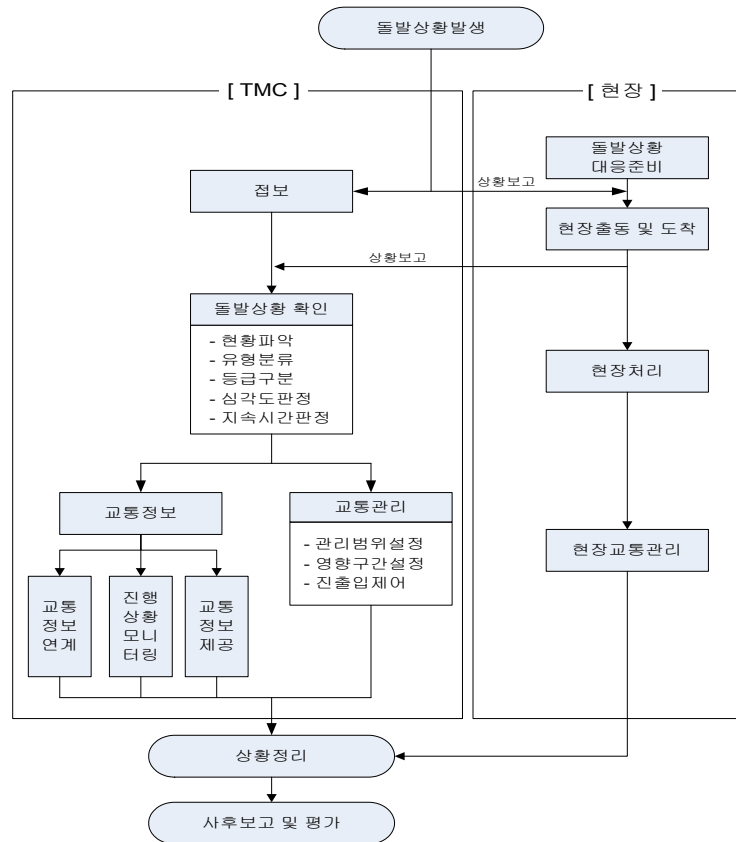 돌발상황발생
[ TMC ]
[ 현장 ]
돌발상황
대응준비
상황보고
접보
현장출동 및 도착
상황보고
돌발상황 확인
- 현황파악
- 유형분류
- 등급구분
- 심각도판정
- 지속시간판정
현장처리
교통정보
교통관리
- 관리범위설정
- 영향구간설정
- 진출입제어
현장교통관리
교통
정보
연계
진행
상황
모니
터링
교통
정보
제공
상황정리
사후보고 및 평가